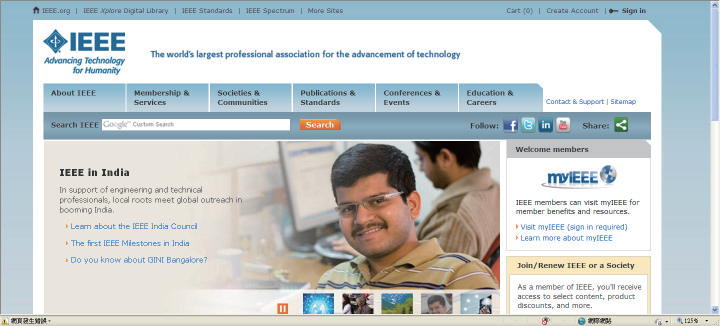 IEEE.org | IEEE Xplore Digital Library | IEEE Standards | IEEE Spectrum | More Sites
Cart (0) | Create Account | Sign in
IEEE
Advancing Technology
for Humanity
The world's largest professional association for the advancement of technology
About IEEE
Membership &
Services
Societies &
Communities
Publications &
Standards
Conferences &
Events
Education &
Careers
Contact & Support | Sitemap
Search IEEE
Google™ Custom Search
Search
Follow:
Share:
IEEE in India
In support of engineering and technical
professionals, local roots meet global outreach in
booming India.
Learn about the IEEE India Council
The first IEEE Milestones in India
Do you know about GINI Bangalore?
Welcome members
myIEEE
IEEE members can visit myIEEE for
member benefits and resources.
Visit myIEEE (sign in required)
Learn more about myIEEE
Join/Renew IEEE or a Society
As a member of IEEE, you'll receive
access to select content, product
discounts, and more.
網頁發生錯誤。
網際網路
125%